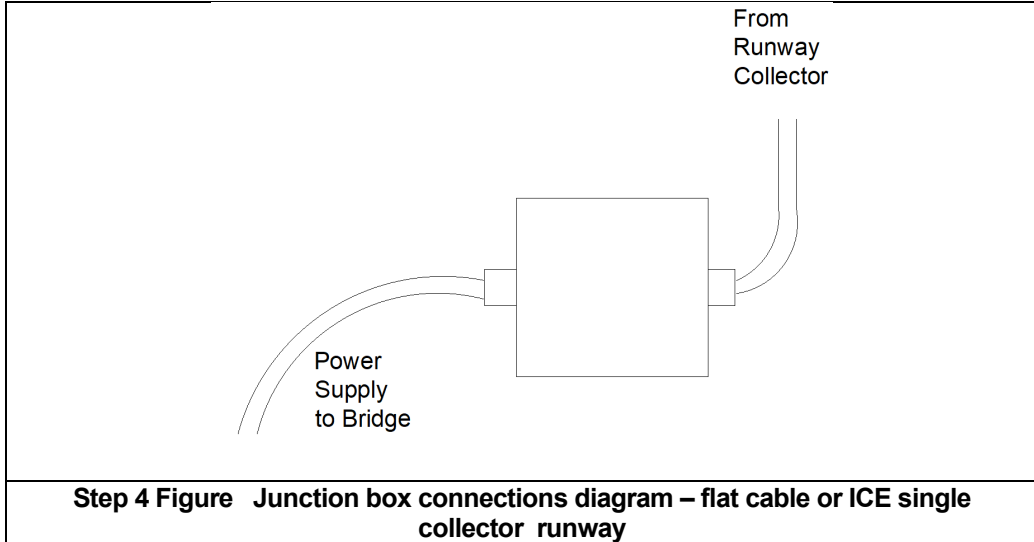 From
Runway
Collector
Power
Supply
to Bridge
Step 4 Figure Junction box connections diagram – flat cable or ICE single
collector runway